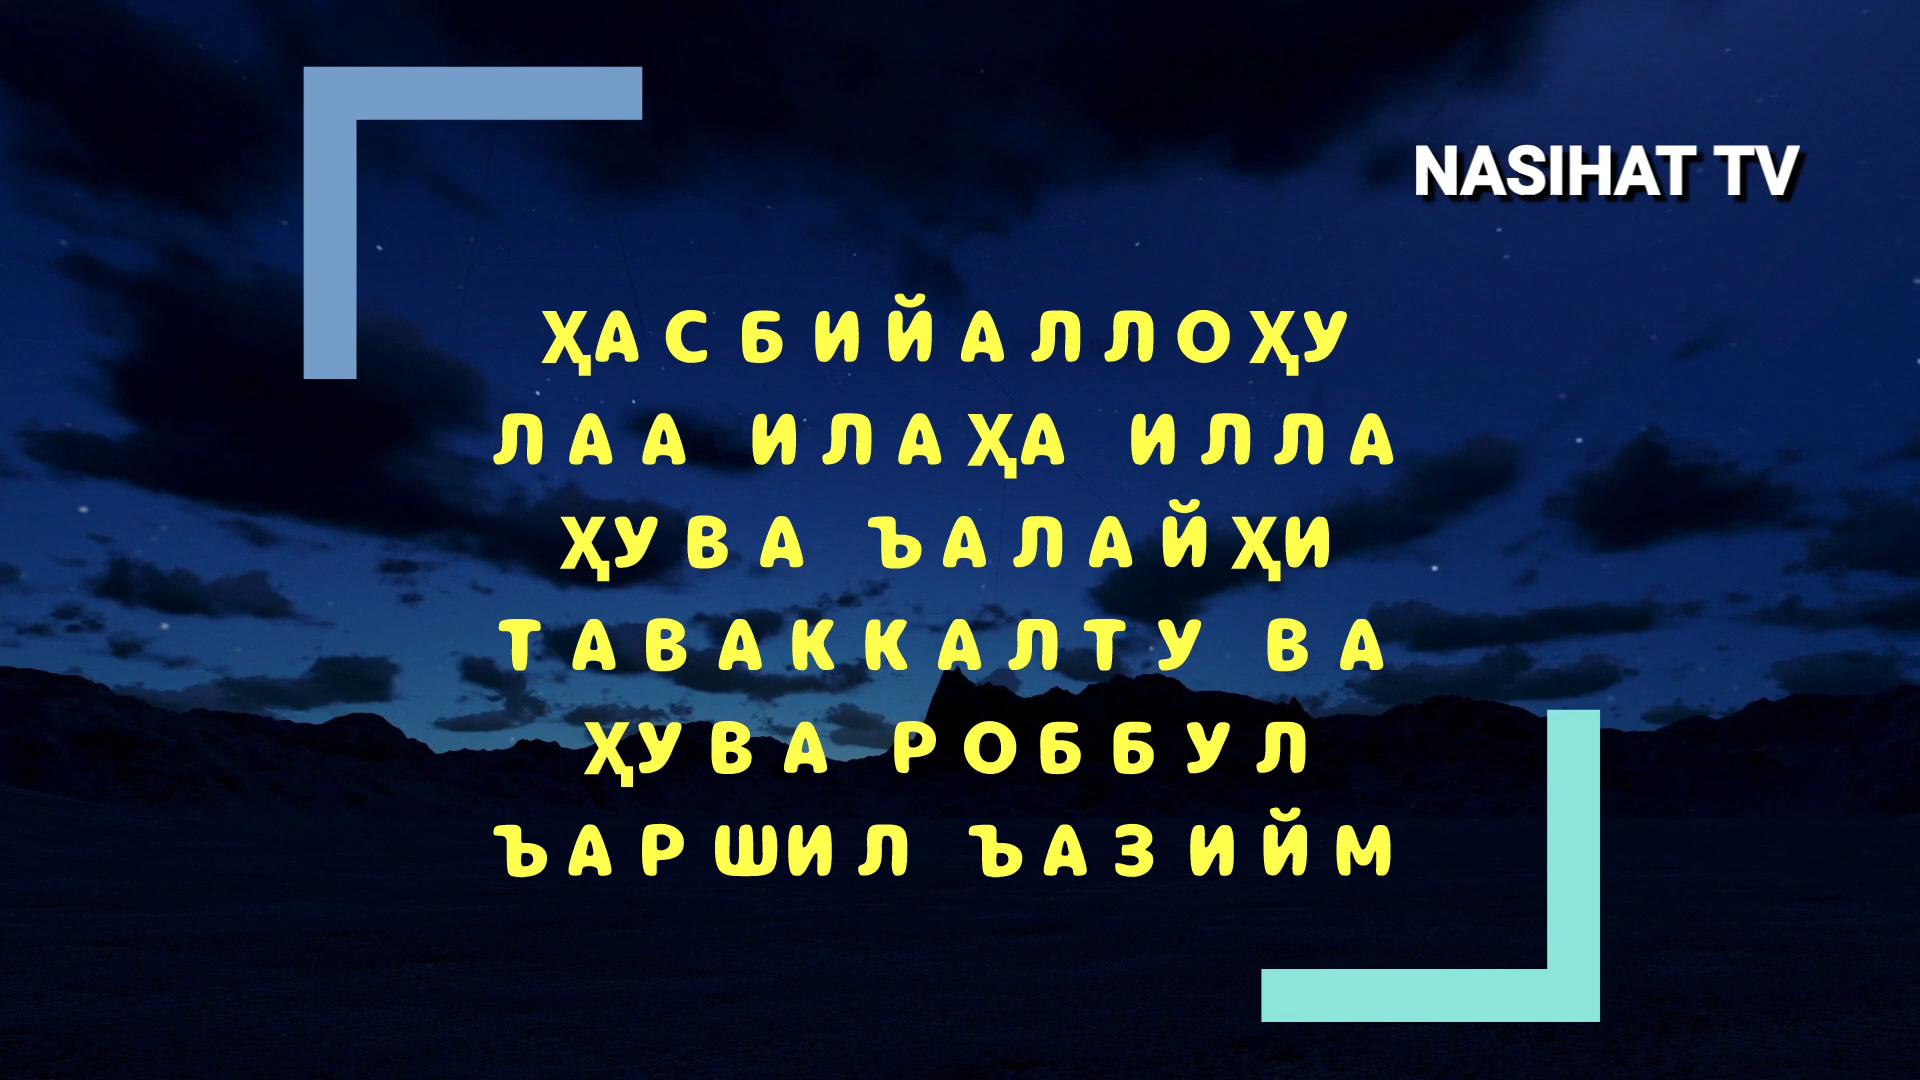 NASIHAT TV
ҲАСБИЙАЛЛОҲУ
ЛАА ИЛАҲА ИЛЛА
ҲУВА ЪАЛАЙҲИ
ТАВАККАЛТУ ВА
ҲУВА РОББУЛ
ЪАРШИЛ ЪАЗИЙМ